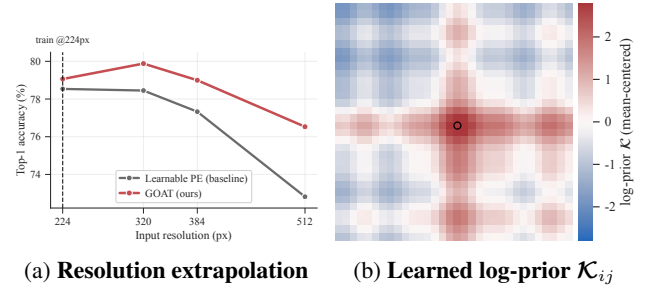 train @224px
80
78
76
74
Top-1 accuracy (%)
Learnable PE (baseline)
GOAT (ours)
224
320
384
512
Input resolution (px)
(a) Resolution extrapolation
2
1
0
-1
-2
log-prior 𝒦 (mean-centered)
(b) Learned log-prior 𝒦ij